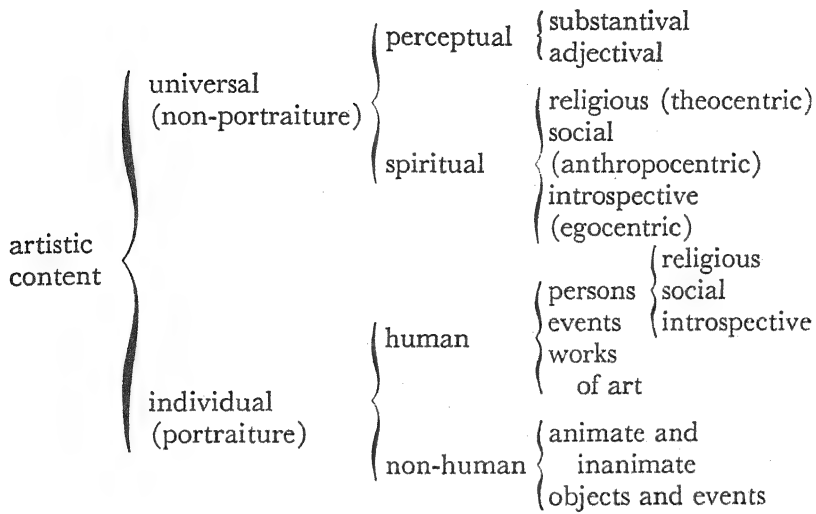 artistic
content
universal
(non-portraiture)
perceptual
substantival
adjectival
spiritual
religious (theocentric)
social
(anthropocentric)
introspective
(egocentric)
individual
(portraiture)
human
persons
religious
social
introspective
events
works
of art
non-human
animate and
inanimate
objects and events